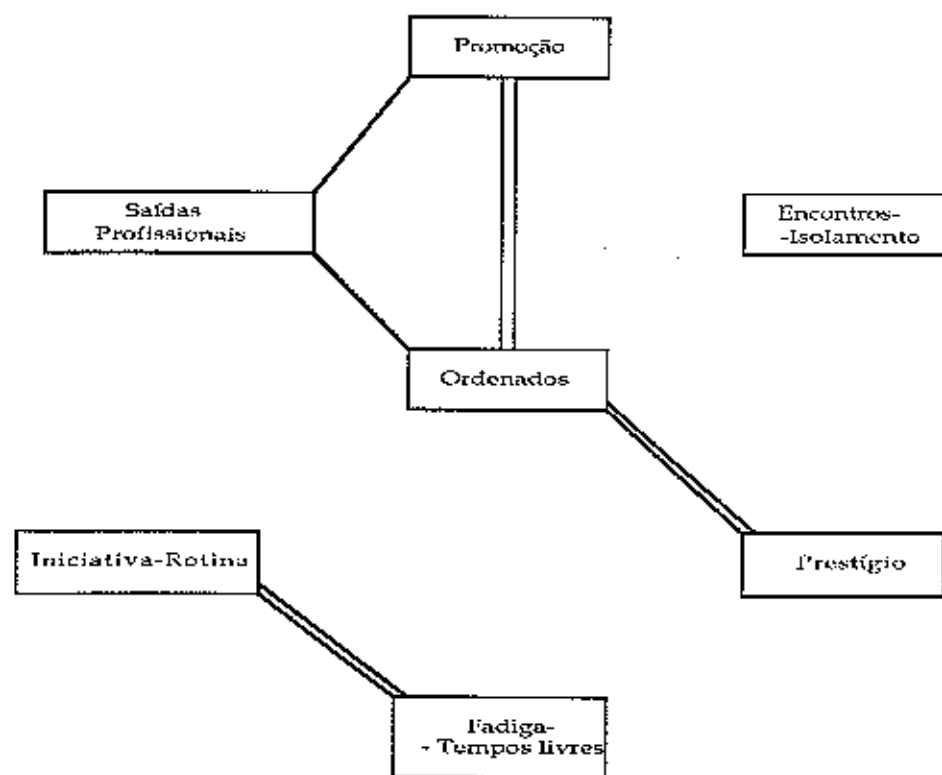 Promoção
Saídas
Profissionais
Encontros-
-Isolamento
Ordenados
Iniciativa-Rotina
Prestígio
Fadiga-
- Tempos livres